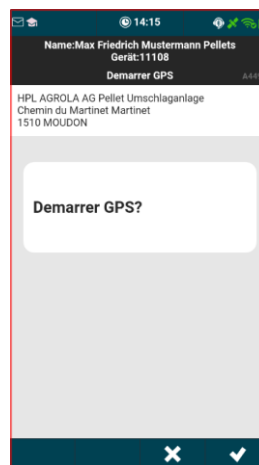 14:15
Name:Max Friedrich Mustermann Pellets
Gerät:11108
Demarrer GPS
HPL AGROLA AG Pellet Umschlaganlage
Chemin du Martinet Martinet
1510 MOUDON
Demarrer GPS?